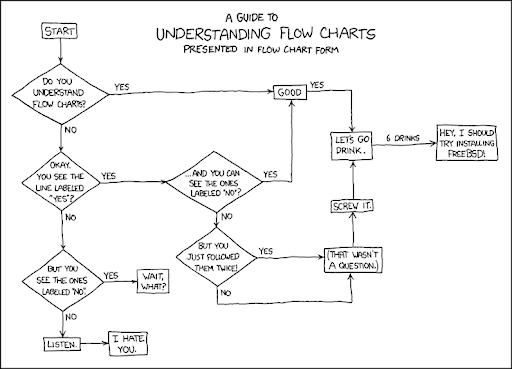 A GUIDE TO
UNDERSTANDING FLOW CHARTS
PRESENTED IN FLOW CHART FORM
START
DO YOU
UNDERSTAND
FLOW CHARTS?
YES
GOOD
YES
NO
LET'S GO
DRINK.
6 DRINKS
HEY, I SHOULD
TRY INSTALLING
FREEBSD!
OKAY.
YOU SEE THE
LINE LABELED
"YES"?
YES
...AND YOU CAN
SEE THE ONES
LABELED "NO"?
YES
NO
NO
SCREW IT.
BUT YOU
JUST FOLLOWED
THEM TWICE!
YES
(THAT WASN'T
A QUESTION.)
NO
BUT YOU
SEE THE ONES
LABELED "NO".
YES
WAIT,
WHAT?
NO
LISTEN.
I HATE
YOU.